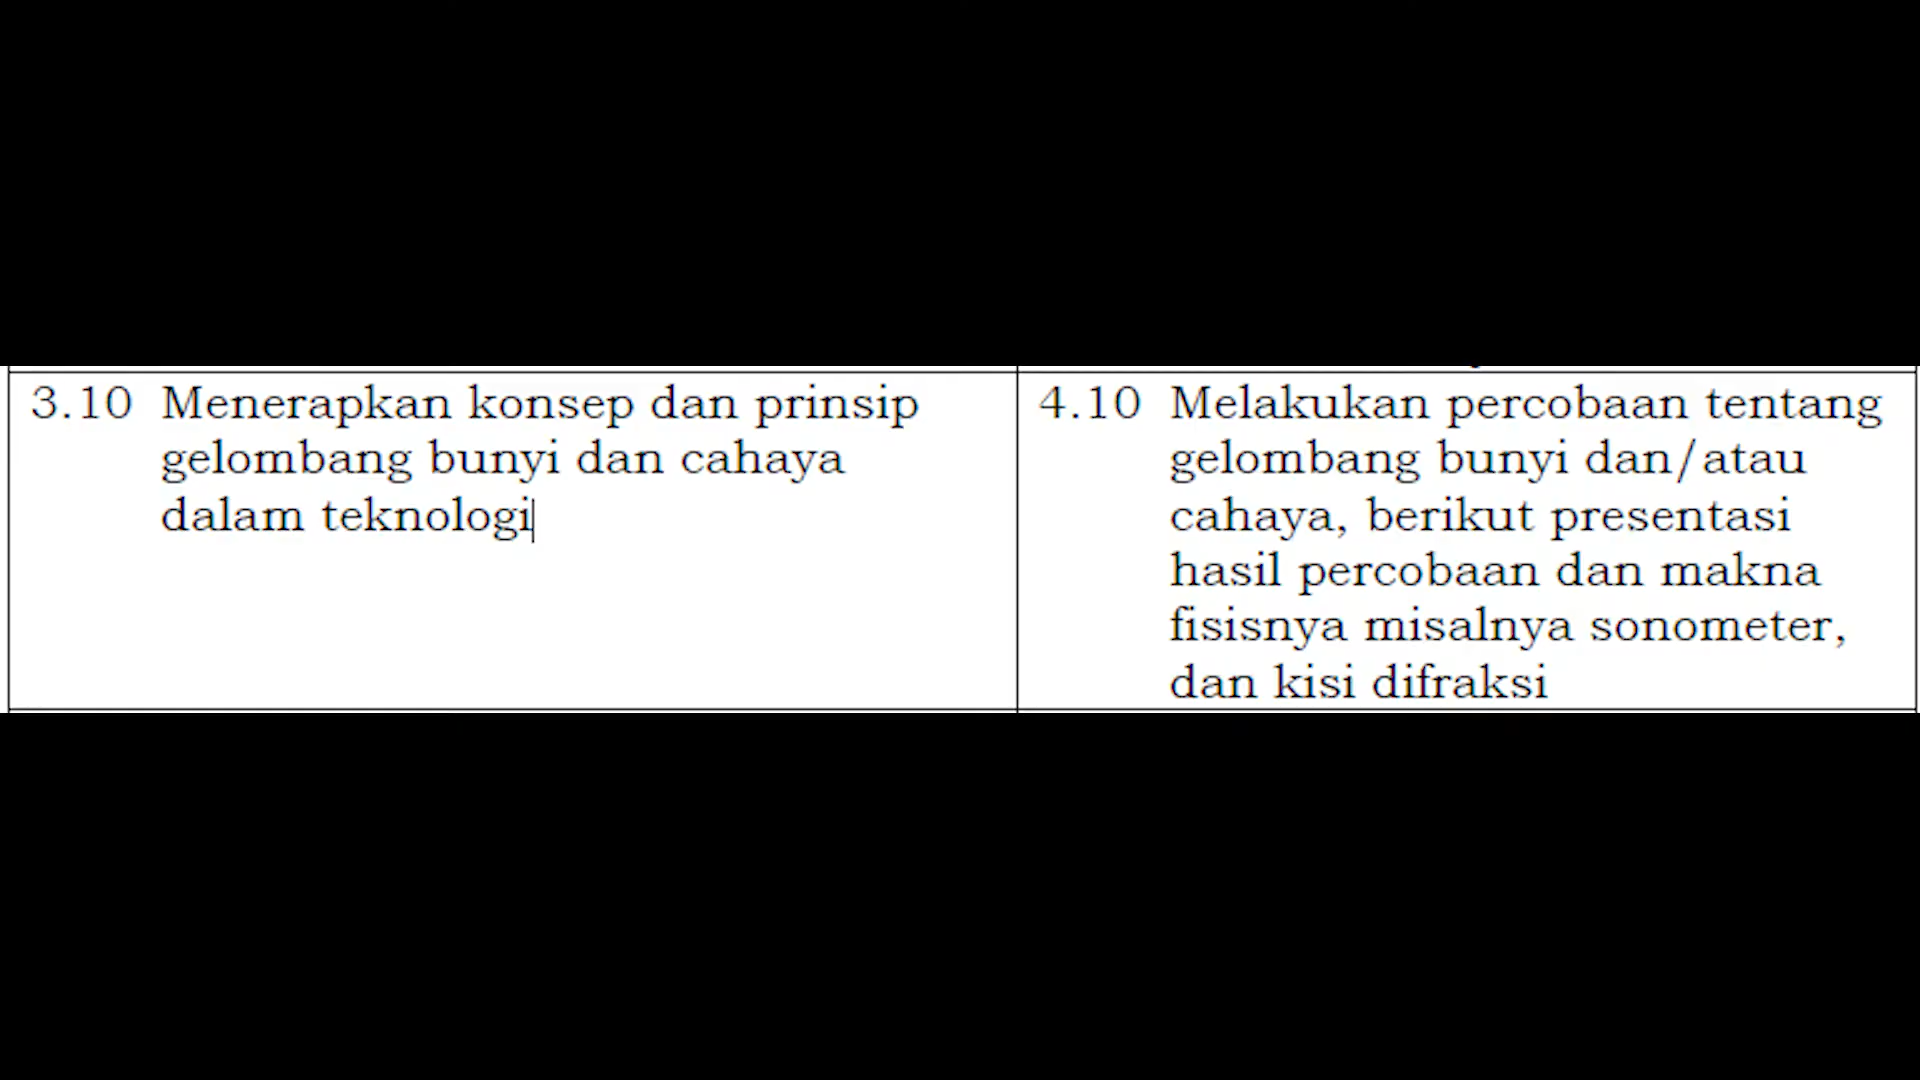 3.10 Menerapkan konsep dan prinsip
gelombang bunyi dan cahaya
dalam teknologi
4.10 Melakukan percobaan tentang
gelombang bunyi dan/atau
cahaya, berikut presentasi
hasil percobaan dan makna
fisisnya misalnya sonometer,
dan kisi difraksi